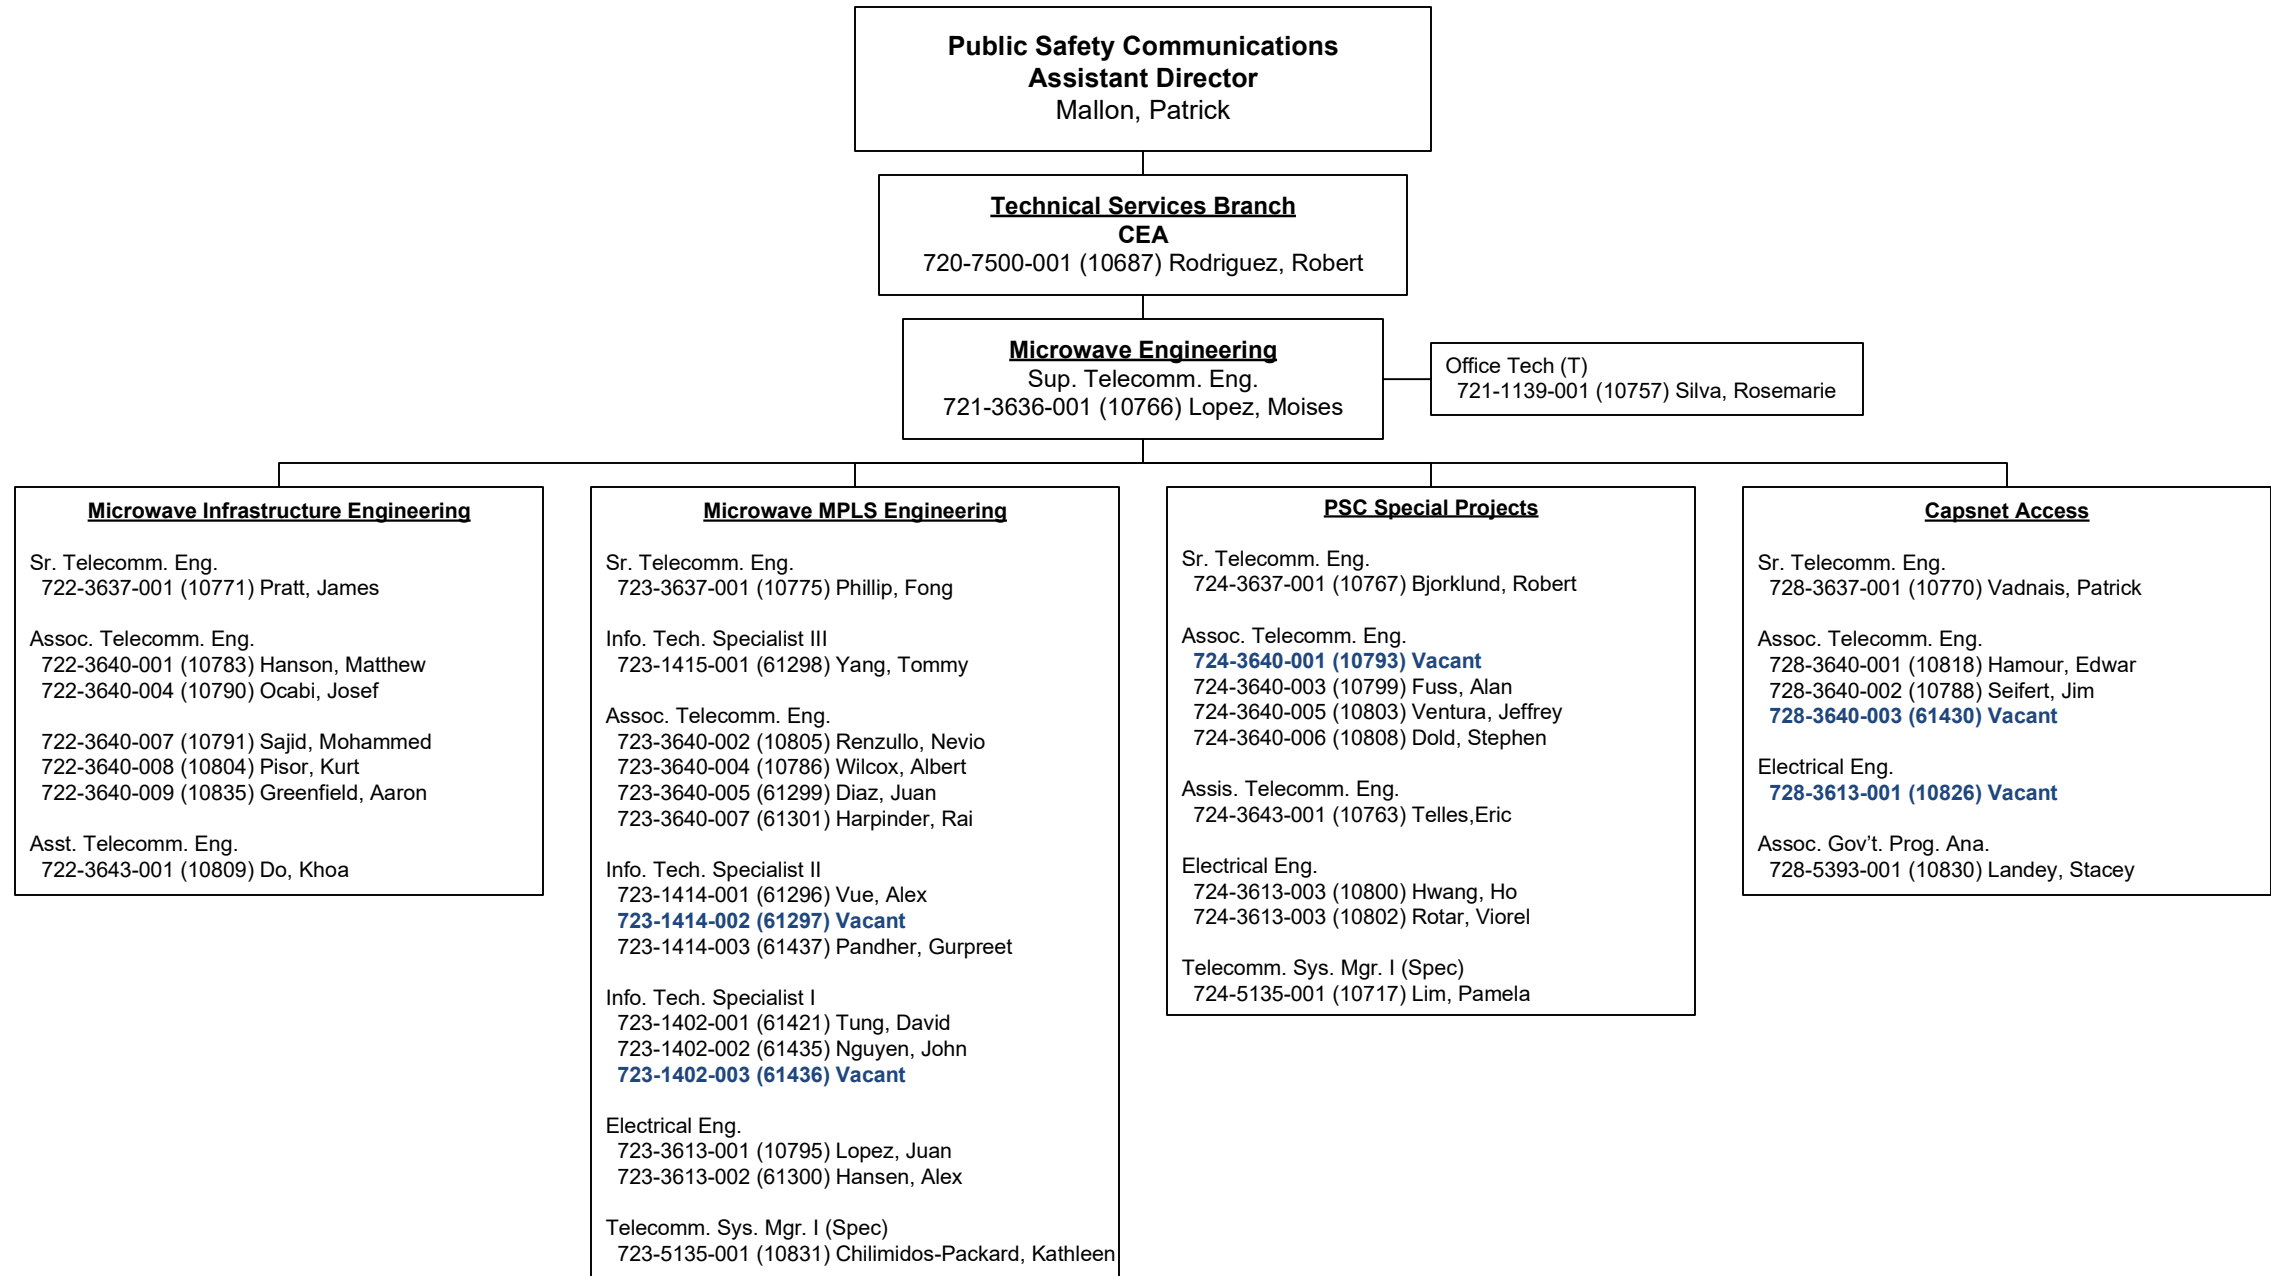 Public Safety Communications
Assistant Director
Mallon, Patrick
Technical Services Branch
CEA
720-7500-001 (10687) Rodriguez, Robert
Microwave Engineering
Sup. Telecomm. Eng.
721-3636-001 (10766) Lopez, Moises
Office Tech (T)
721-1139-001 (10757) Silva, Rosemarie
Microwave Infrastructure Engineering
Sr. Telecomm. Eng.
722-3637-001 (10771) Pratt, James
Assoc. Telecomm. Eng.
722-3640-001 (10783) Hanson, Matthew
722-3640-004 (10790) Ocabi, Josef
722-3640-007 (10791) Sajid, Mohammed
722-3640-008 (10804) Pisor, Kurt
722-3640-009 (10835) Greenfield, Aaron
Asst. Telecomm. Eng.
722-3643-001 (10809) Do, Khoa
Microwave MPLS Engineering
Sr. Telecomm. Eng.
723-3637-001 (10775) Phillip, Fong
Info. Tech. Specialist III
723-1415-001 (61298) Yang, Tommy
Assoc. Telecomm. Eng.
723-3640-002 (10805) Renzullo, Nevio
723-3640-004 (10786) Wilcox, Albert
723-3640-005 (61299) Diaz, Juan
723-3640-007 (61301) Harpinder, Rai
Info. Tech. Specialist II
723-1414-001 (61296) Vue, Alex
723-1414-002 (61297) Vacant
723-1414-003 (61437) Pandher, Gurpreet
Info. Tech. Specialist I
723-1402-001 (61421) Tung, David
723-1402-002 (61435) Nguyen, John
723-1402-003 (61436) Vacant
Electrical Eng.
723-3613-001 (10795) Lopez, Juan
723-3613-002 (61300) Hansen, Alex
Telecomm. Sys. Mgr. I (Spec)
723-5135-001 (10831) Chilimidos-Packard, Kathleen
PSC Special Projects
Sr. Telecomm. Eng.
724-3637-001 (10767) Bjorklund, Robert
Assoc. Telecomm. Eng.
724-3640-001 (10793) Vacant
724-3640-003 (10799) Fuss, Alan
724-3640-005 (10803) Ventura, Jeffrey
724-3640-006 (10808) Dold, Stephen
Assis. Telecomm. Eng.
724-3643-001 (10763) Telles,Eric
Electrical Eng.
724-3613-003 (10800) Hwang, Ho
724-3613-003 (10802) Rotar, Viorel
Telecomm. Sys. Mgr. I (Spec)
724-5135-001 (10717) Lim, Pamela
Capsnet Access
Sr. Telecomm. Eng.
728-3637-001 (10770) Vadnais, Patrick
Assoc. Telecomm. Eng.
728-3640-001 (10818) Hamour, Edwar
728-3640-002 (10788) Seifert, Jim
728-3640-003 (61430) Vacant
Electrical Eng.
728-3613-001 (10826) Vacant
Assoc. Gov’t. Prog. Ana.
728-5393-001 (10830) Landey, Stacey